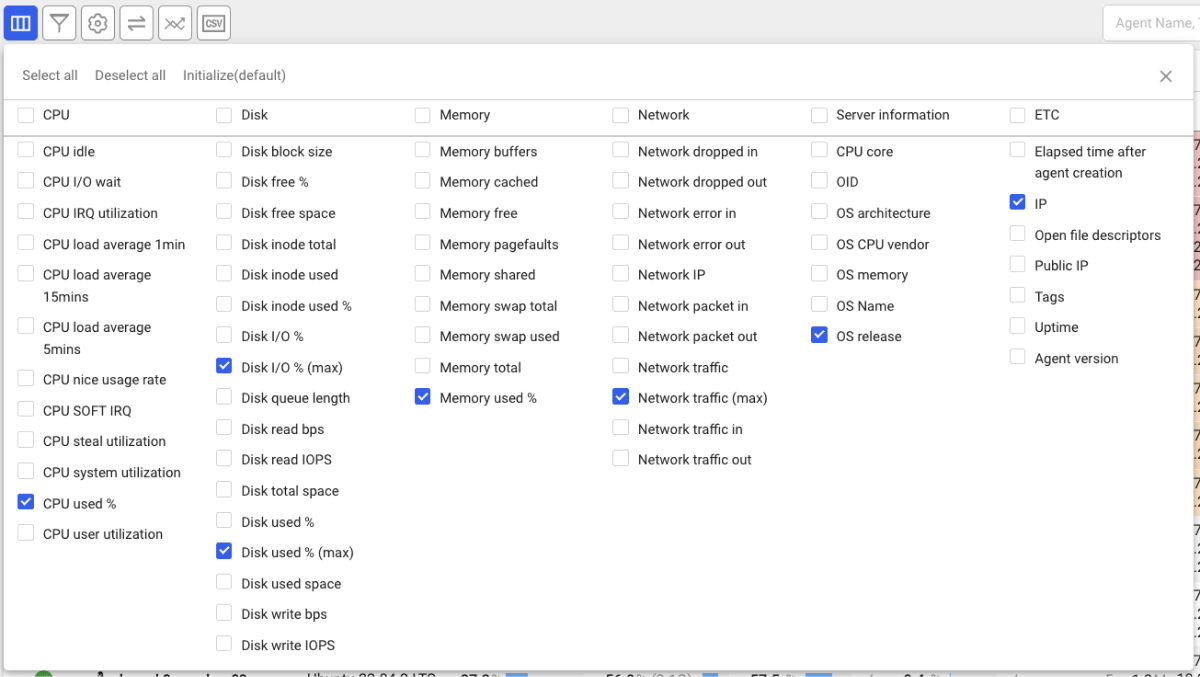 CSV
Agent Name,
Select all Deselect all Initialize(default)
CPU
CPU idle
CPU I/O wait
CPU IRQ utilization
CPU load average 1min
CPU load average
15mins
CPU load average
5mins
CPU nice usage rate
CPU SOFT IRQ
CPU steal utilization
CPU system utilization
CPU used %
CPU user utilization
Disk
Disk block size
Disk free %
Disk free space
Disk inode total
Disk inode used
Disk inode used %
Disk I/O %
Disk I/O % (max)
Disk queue length
Disk read bps
Disk read IOPS
Disk total space
Disk used %
Disk used % (max)
Disk used space
Disk write bps
Disk write IOPS
Memory
Memory buffers
Memory cached
Memory free
Memory pagefaults
Memory shared
Memory swap total
Memory swap used
Memory total
Memory used %
Network
Network dropped in
Network dropped out
Network error in
Network error out
Network IP
Network packet in
Network packet out
Network traffic
Network traffic (max)
Network traffic in
Network traffic out
Server information
CPU core
OID
OS architecture
OS CPU vendor
OS memory
OS Name
OS release
ETC
Elapsed time after
agent creation
IP
Open file descriptors
Public IP
Tags
Uptime
Agent version